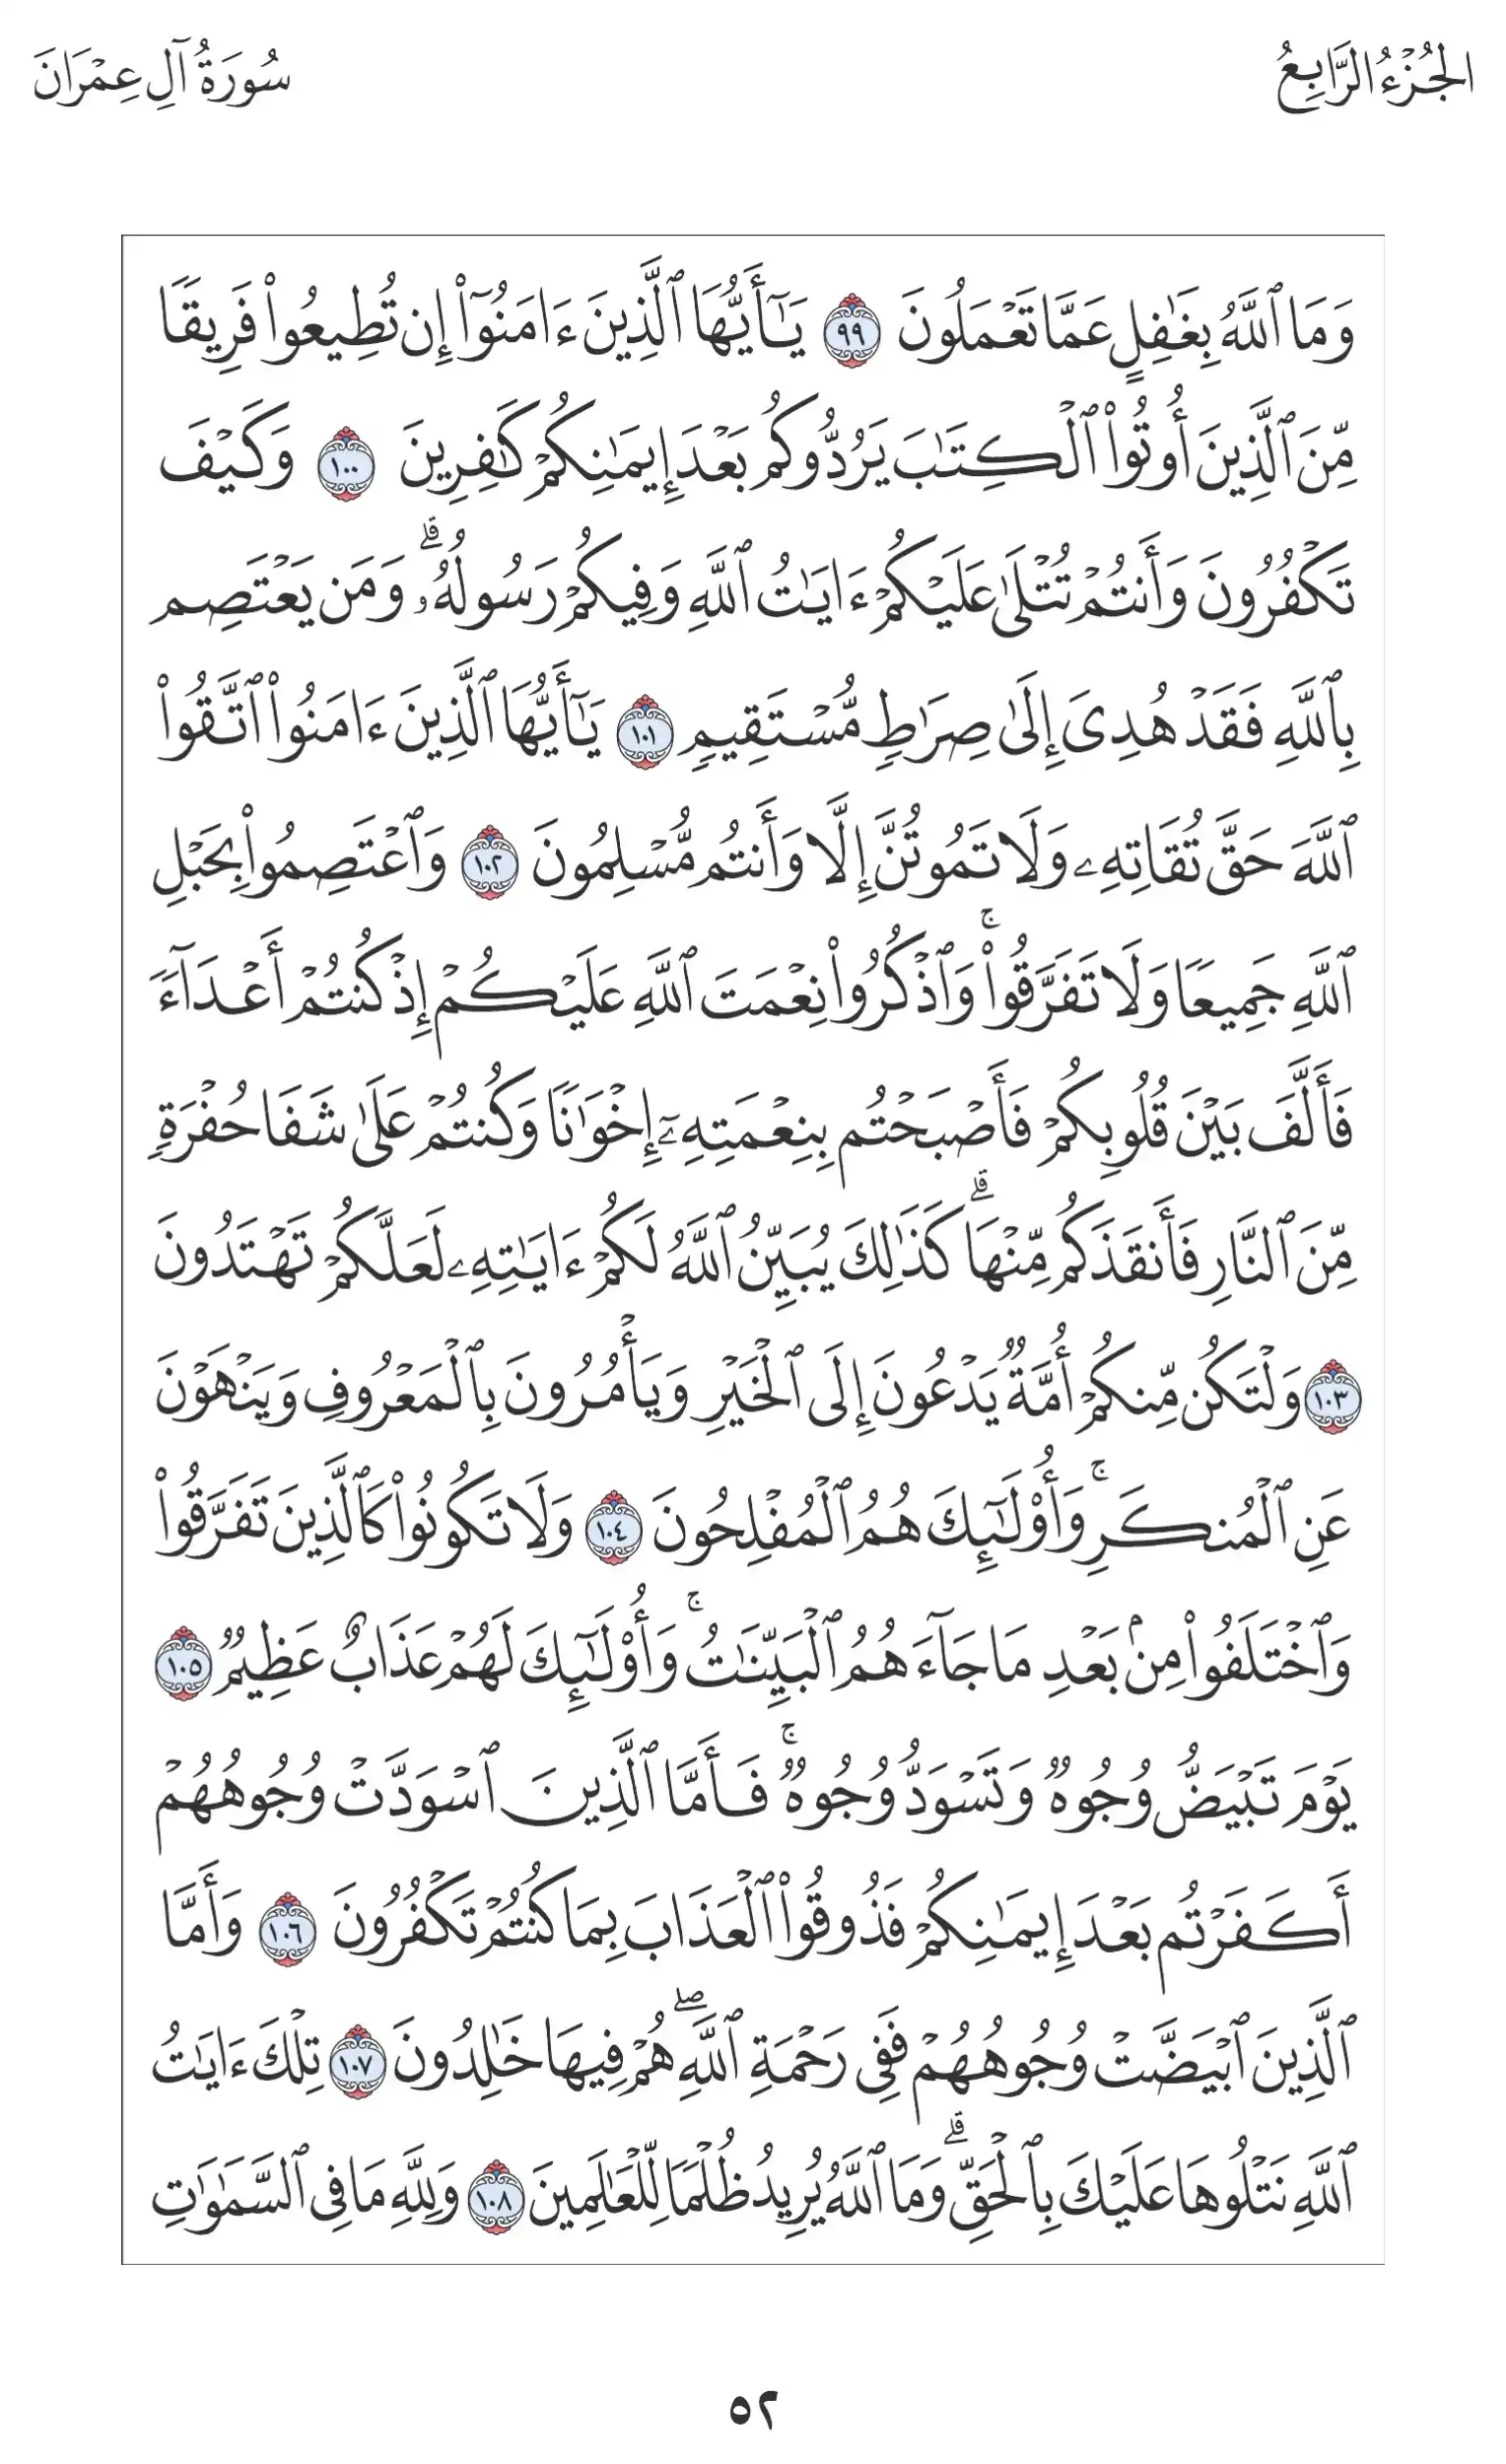 الجُزْءُ الرَّابِعُ
سُورَةُ آلِ عِمْرَانَ
وَمَا ٱللَّهُ بِغَٰفِلٍ عَمَّا تَعْمَلُونَ ٩٩ يَـٰٓأَيُّهَا ٱلَّذِينَ ءَامَنُوٓا۟ إِن تُطِيعُوا۟ فَرِيقًا
مِّنَ ٱلَّذِينَ أُوتُوا۟ ٱلْكِتَٰبَ يَرُدُّوكُم بَعْدَ إِيمَٰنِكُمْ كَٰفِرِينَ ١٠٠ وَكَيْفَ
تَكْفُرُونَ وَأَنتُمْ تُتْلَىٰ عَلَيْكُمْ ءَايَٰتُ ٱللَّهِ وَفِيكُمْ رَسُولُهُۥ ۗ وَمَن يَعْتَصِم
بِٱللَّهِ فَقَدْ هُدِىَ إِلَىٰ صِرَٰطٍ مُّسْتَقِيمٍ ١٠١ يَـٰٓأَيُّهَا ٱلَّذِينَ ءَامَنُوا۟ ٱتَّقُوا۟
ٱللَّهَ حَقَّ تُقَاتِهِۦ وَلَا تَمُوتُنَّ إِلَّا وَأَنتُم مُّسْلِمُونَ ١٠٢ وَٱعْتَصِمُوا۟ بِحَبْلِ
ٱللَّهِ جَمِيعًا وَلَا تَفَرَّقُوا۟ ۚ وَٱذْكُرُوا۟ نِعْمَتَ ٱللَّهِ عَلَيْكُمْ إِذْ كُنتُمْ أَعْدَآءً
فَأَلَّفَ بَيْنَ قُلُوبِكُمْ فَأَصْبَحْتُم بِنِعْمَتِهِۦٓ إِخْوَٰنًا وَكُنتُمْ عَلَىٰ شَفَا حُفْرَةٍ
مِّنَ ٱلنَّارِ فَأَنقَذَكُم مِّنْهَا ۗ كَذَٰلِكَ يُبَيِّنُ ٱللَّهُ لَكُمْ ءَايَٰتِهِۦ لَعَلَّكُمْ تَهْتَدُونَ
١٠٣ وَلْتَكُن مِّنكُمْ أُمَّةٌ يَدْعُونَ إِلَى ٱلْخَيْرِ وَيَأْمُرُونَ بِٱلْمَعْرُوفِ وَيَنْهَوْنَ
عَنِ ٱلْمُنكَرِ ۚ وَأُو۟لَـٰٓئِكَ هُمُ ٱلْمُفْلِحُونَ ١٠٤ وَلَا تَكُونُوا۟ كَٱلَّذِينَ تَفَرَّقُوا۟
وَٱخْتَلَفُوا۟ مِنۢ بَعْدِ مَا جَآءَهُمُ ٱلْبَيِّنَٰتُ ۚ وَأُو۟لَـٰٓئِكَ لَهُمْ عَذَابٌ عَظِيمٌ ١٠٥
يَوْمَ تَبْيَضُّ وُجُوهٌ وَتَسْوَدُّ وُجُوهٌ ۚ فَأَمَّا ٱلَّذِينَ ٱسْوَدَّتْ وُجُوهُهُمْ
أَكَفَرْتُم بَعْدَ إِيمَٰنِكُمْ فَذُوقُوا۟ ٱلْعَذَابَ بِمَا كُنتُمْ تَكْفُرُونَ ١٠٦ وَأَمَّا
ٱلَّذِينَ ٱبْيَضَّتْ وُجُوهُهُمْ فَفِى رَحْمَةِ ٱللَّهِ ۖ هُمْ فِيهَا خَٰلِدُونَ ١٠٧ تِلْكَ ءَايَٰتُ
ٱللَّهِ نَتْلُوهَا عَلَيْكَ بِٱلْحَقِّ ۗ وَمَا ٱللَّهُ يُرِيدُ ظُلْمًا لِّلْعَٰلَمِينَ ١٠٨ وَلِلَّهِ مَا فِى ٱلسَّمَٰوَٰتِ
٥٢